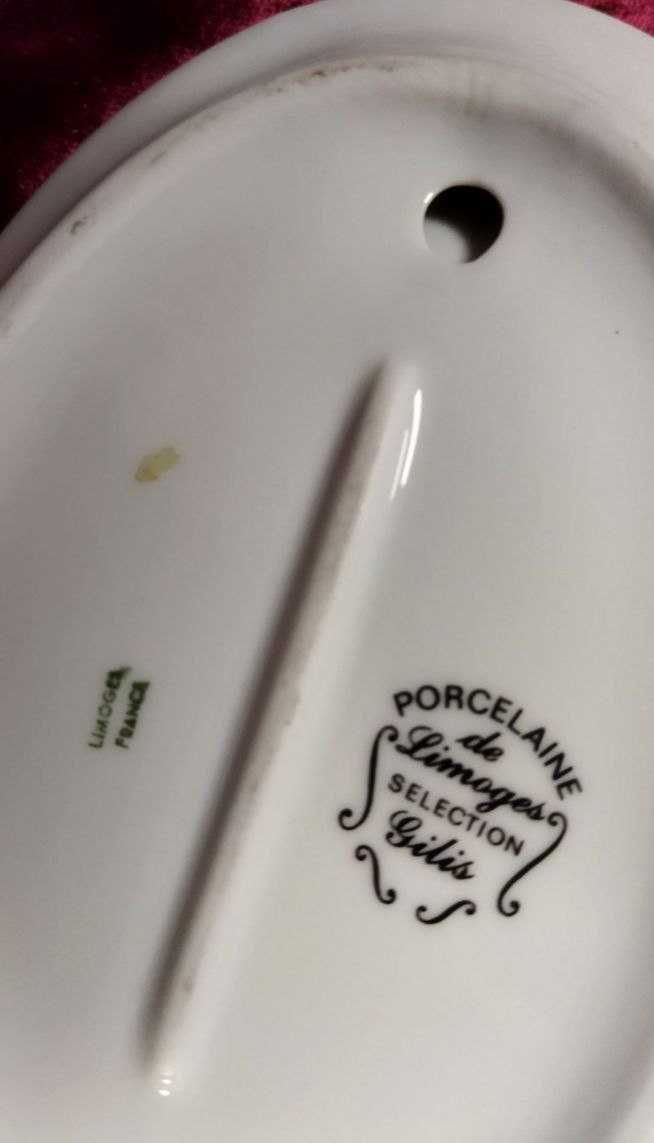 LIMOGES
FRANCE
PORCELAINE
de
Limoges
SELECTION
Gilis